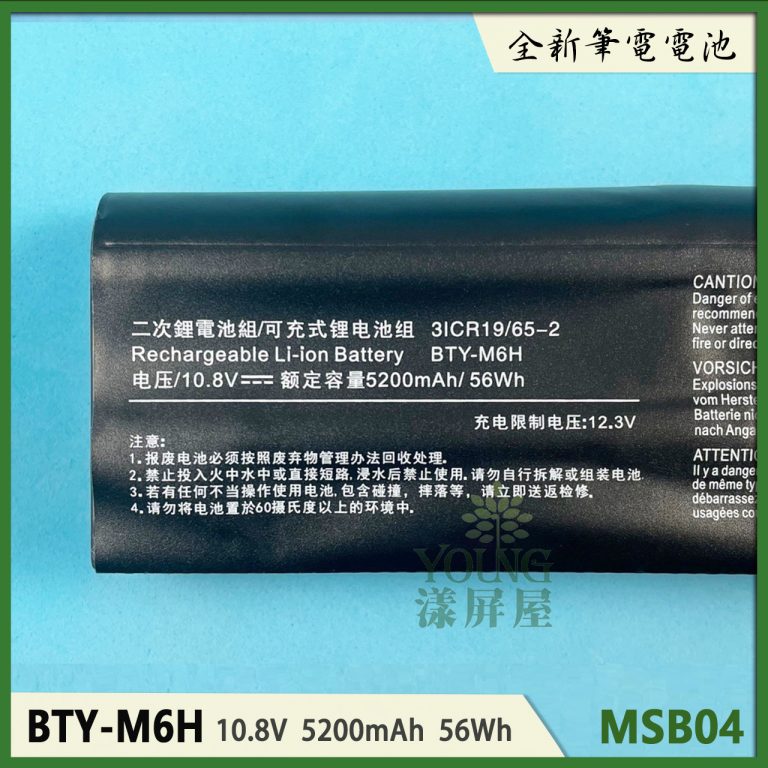 全新筆電電池
二次鋰電池組/可充式锂电池组 3ICR19/65-2
Rechargeable Li-ion Battery BTY-M6H
电压/10.8V⎓ 额定容量5200mAh/ 56Wh
充电限制电压:12.3V
注意:
1.报废电池必须按照废弃物管理办法回收处理.
2.禁止投入火中水中或直接短路,浸水后禁止使用.请勿自行拆解或组装电池.
3.若有任何不当操作使用电池,包含碰撞, 摔落等, 请立即送返检修.
4.请勿将电池置於60摄氏度以上的环境中.
CAUTION
Danger of e
recommen
Never atte
fire or direc
VORSICH
Explosions
vom Herste
Batterie nic
nach Anga
ATTENTIO
Il y a dange
de même ty
débarrasse
usagées co
YOUNG
漾屏屋
BTY-M6H 10.8V 5200mAh 56Wh
MSB04